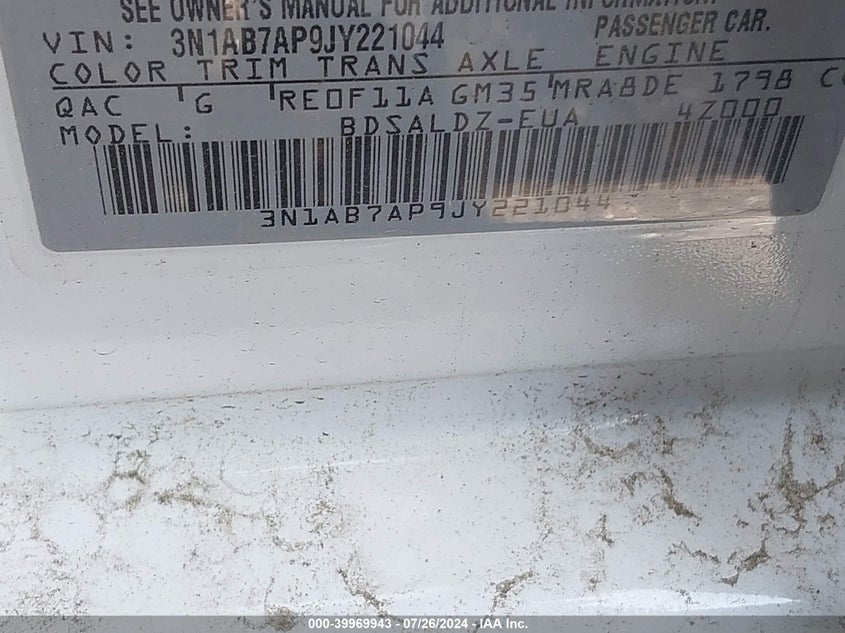 SEE OWNER'S MANUAL FOR ADDITIONAL INFORMATION.
VIN: 3N1AB7AP9JY221044 PASSENGER CAR.
COLOR TRIM TRANS AXLE ENGINE
QAC G RE0F11A GM35 MRA8DE 1798
MODEL: BDSALDZ-EUA 4Z000
3N1AB7AP9JY221044
000-39969943 | 07/26/2024 | IAA Inc.